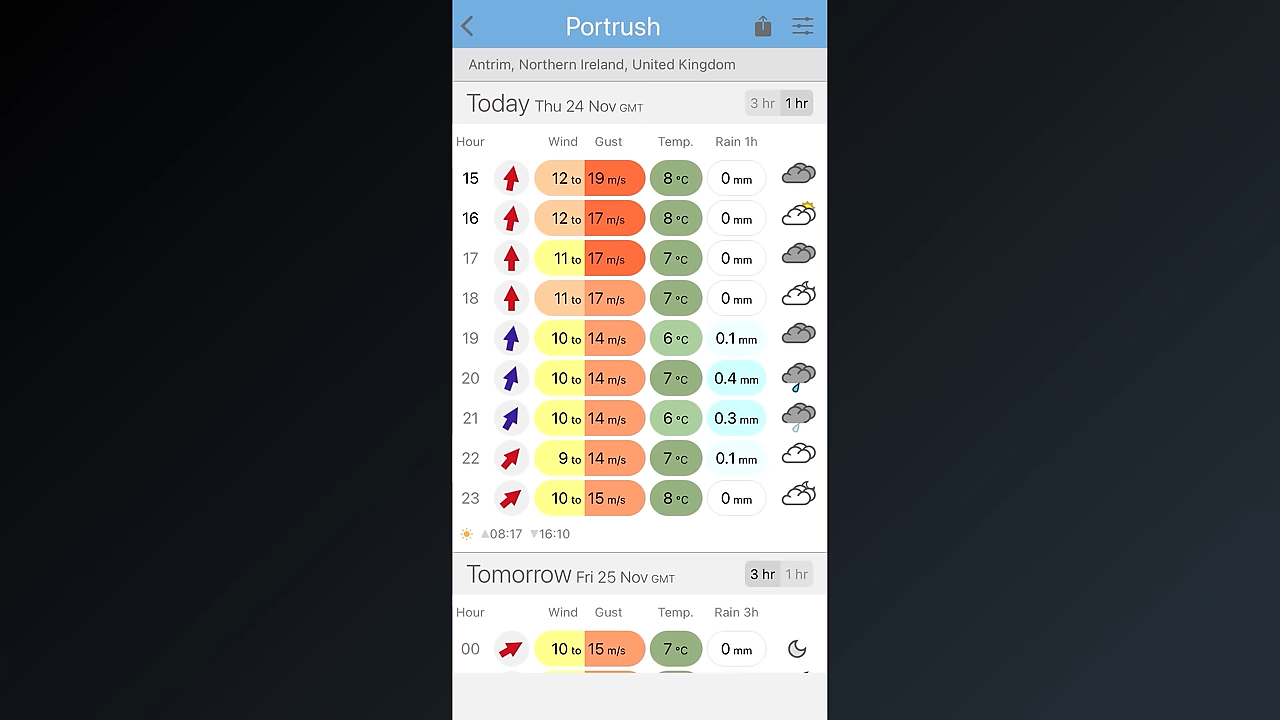 Portrush
Antrim, Northern Ireland, United Kingdom
Today Thu 24 Nov GMT 3 hr 1 hr
Hour Wind Gust Temp. Rain 1h
15 12 to 19 m/s 8 °C 0 mm
16 12 to 17 m/s 8 °C 0 mm
17 11 to 17 m/s 7 °C 0 mm
18 11 to 17 m/s 7 °C 0 mm
19 10 to 14 m/s 6 °C 0.1 mm
20 10 to 14 m/s 7 °C 0.4 mm
21 10 to 14 m/s 6 °C 0.3 mm
22 9 to 14 m/s 7 °C 0.1 mm
23 10 to 15 m/s 8 °C 0 mm
▲08:17 ▼16:10
Tomorrow Fri 25 Nov GMT 3 hr 1 hr
Hour Wind Gust Temp. Rain 3h
00 10 to 15 m/s 7 °C 0 mm